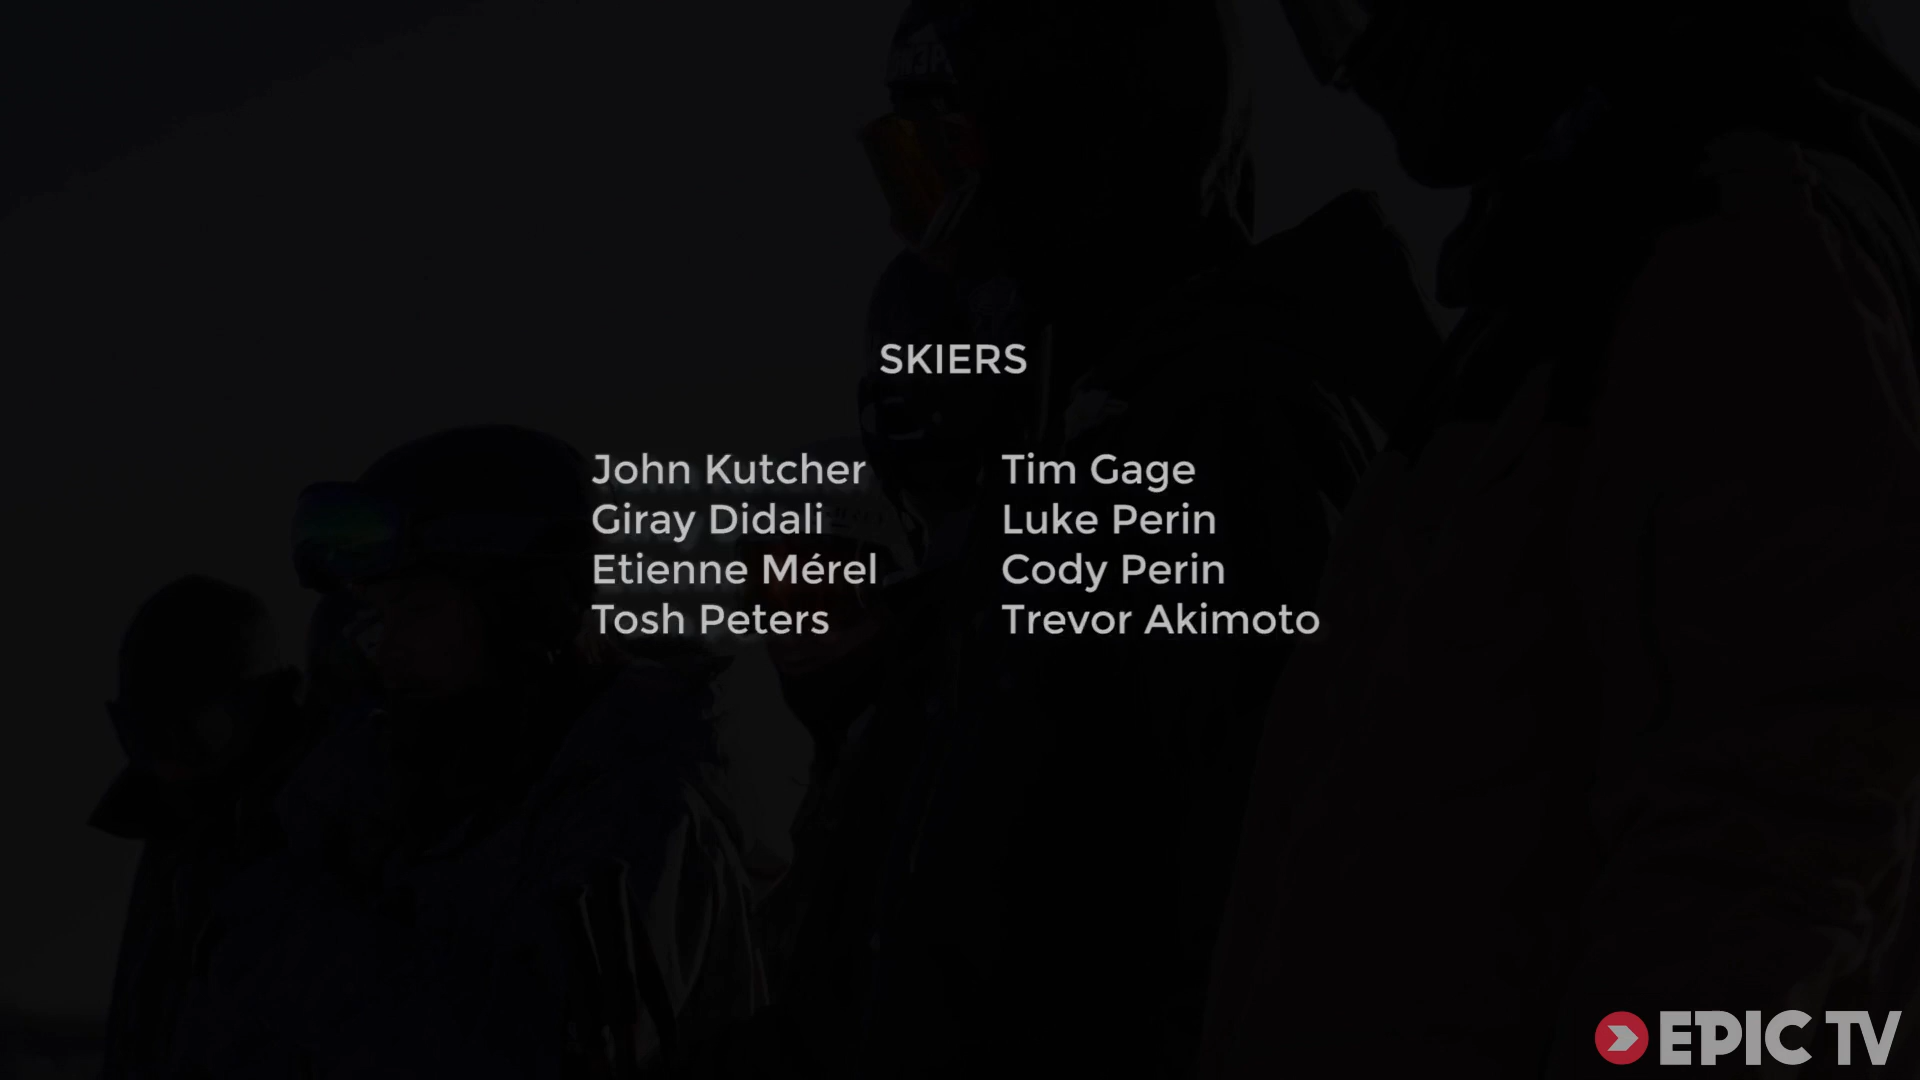 SKIERS
John Kutcher
Giray Didali
Etienne Mérel
Tosh Peters
Tim Gage
Luke Perin
Cody Perin
Trevor Akimoto
EPIC TV